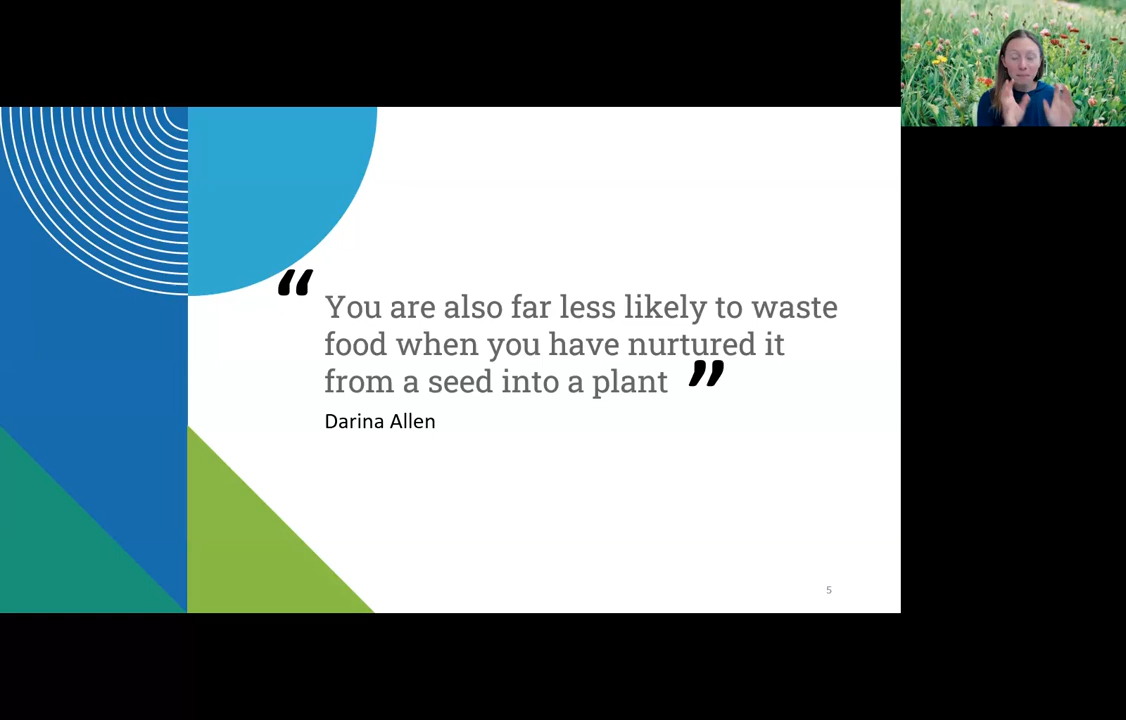 “
You are also far less likely to waste
food when you have nurtured it
from a seed into a plant ”
Darina Allen
5